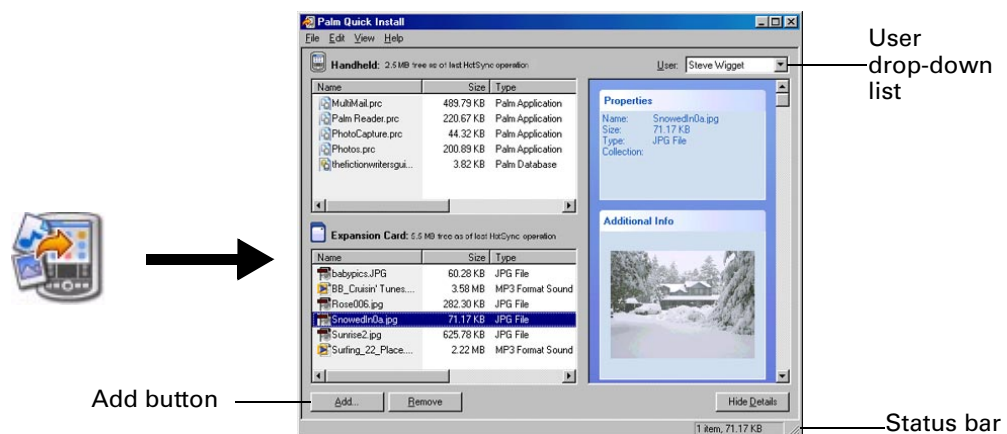 Palm Quick Install
File Edit View Help
Handheld: 2.6 MB free as of last HotSync operation
User: Steve Wigget
User drop-down list
Name Size Type
MultiMail.prc 489.79 KB Palm Application
Palm Reader.prc 220.67 KB Palm Application
PhotoCapture.prc 44.32 KB Palm Application
Photos.prc 200.89 KB Palm Application
thefictionwritersgui... 3.82 KB Palm Database
Properties
Name: SnowedIn0a.jpg
Size: 71.17 KB
Type: JPG File
Collection:
Expansion Card: 6.5 MB free as of last HotSync operation
Name Size Type
babypics.JPG 60.28 KB JPG File
BB_Cruisin' Tunes.... 3.58 MB MP3 Format Sound
Rose006.jpg 282.30 KB JPG File
SnowedIn0a.jpg 71.17 KB JPG File
Sunrise2.jpg 625.78 KB JPG File
Surfing_22_Place.... 2.22 MB MP3 Format Sound
Additional Info
Add button
Add... Remove
Hide Details
1 item, 71.17 KB
Status bar